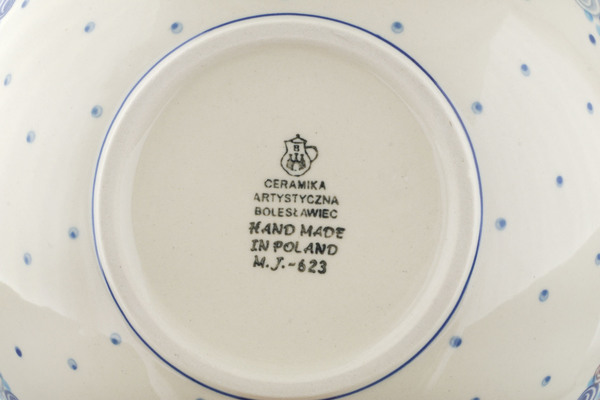 B
CERAMIKA
ARTYSTYCZNA
BOLESŁAWIEC
HAND MADE
IN POLAND
M.J.-623